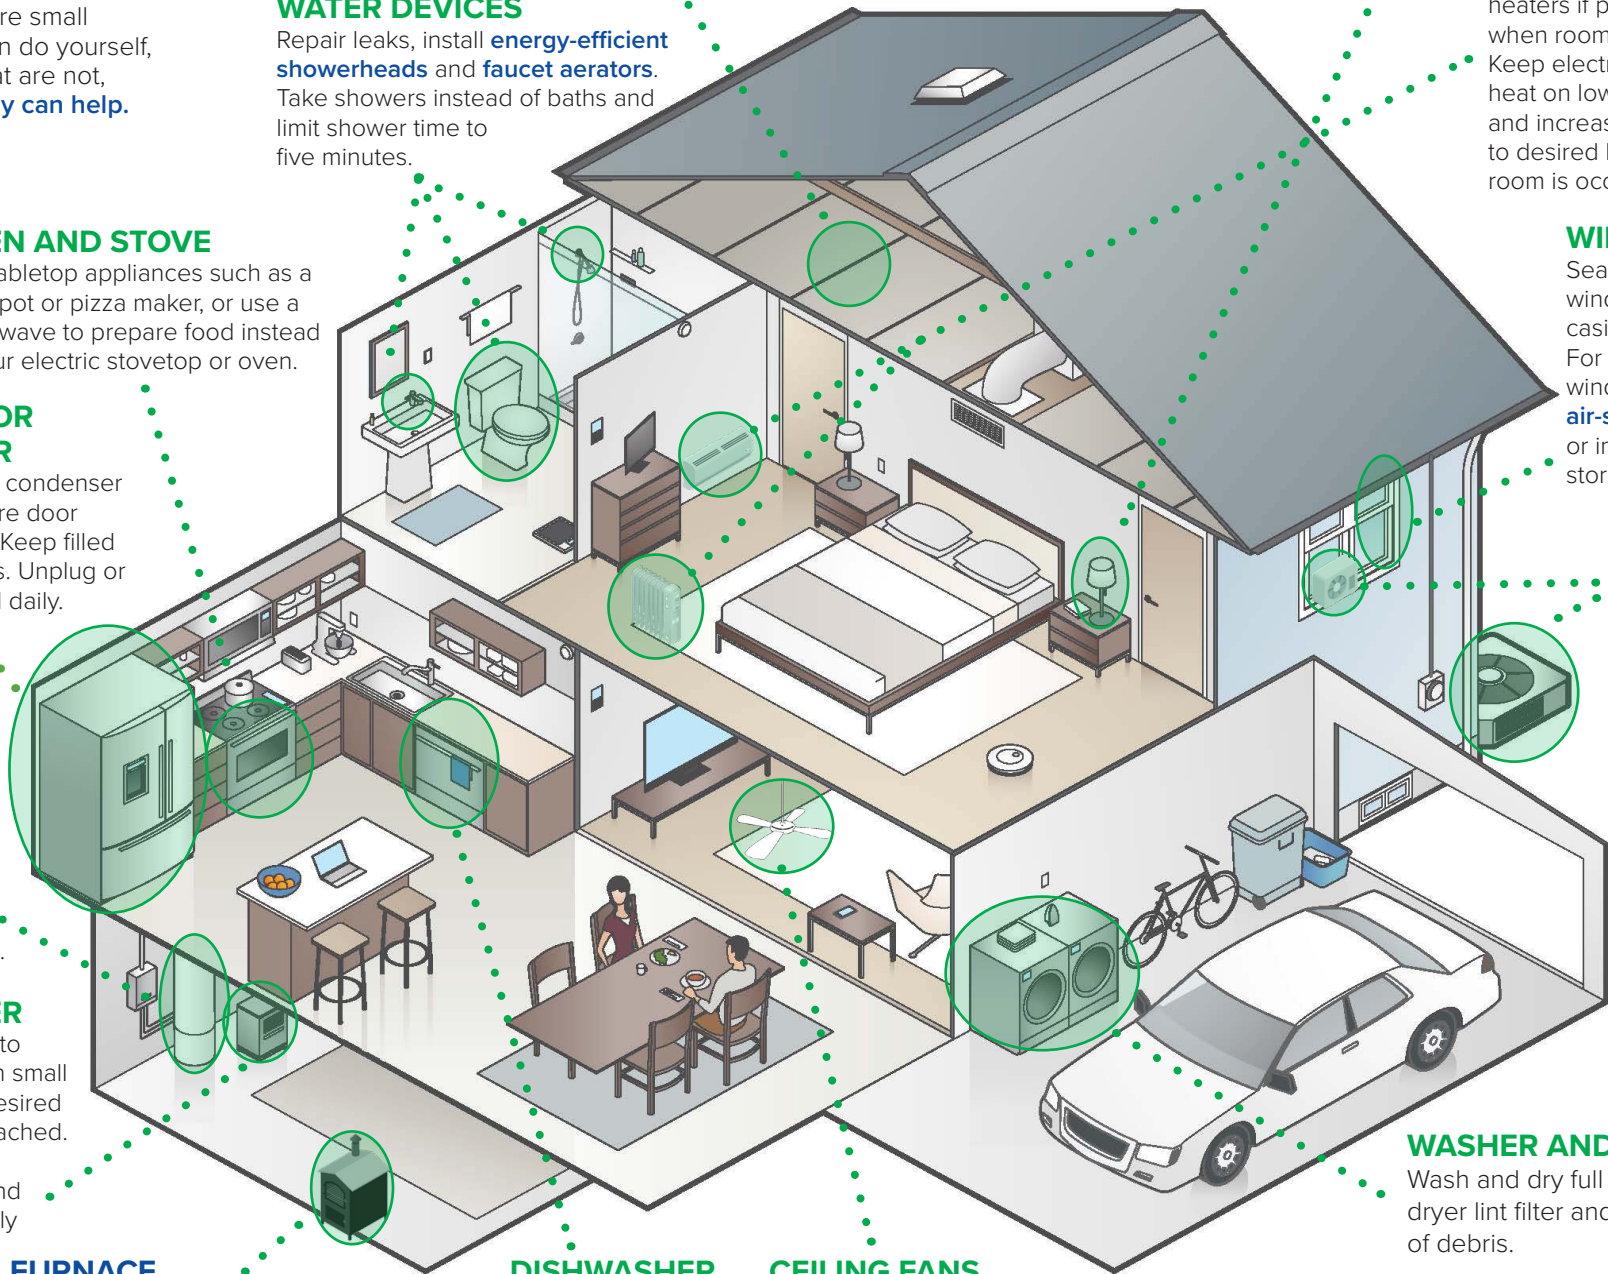 re small
n do yourself,
at are not,
y can help.
WATER DEVICES
Repair leaks, install energy-efficient
showerheads and faucet aerators.
Take showers instead of baths and
limit shower time to
five minutes.
heaters if p
when room
Keep electr
heat on low
and increas
to desired l
room is occ
EN AND STOVE
abletop appliances such as a
pot or pizza maker, or use a
wave to prepare food instead
ur electric stovetop or oven.
WI
Sea
wind
casi
For
wind
air-s
or in
stor
OR
R
condenser
re door
Keep filled
s. Unplug or
d daily.
ER
to
n small
esired
ached.
nd
ly
FURNACE
DISHWASHER
CEILING FANS
WASHER AND
Wash and dry full
dryer lint filter and
of debris.